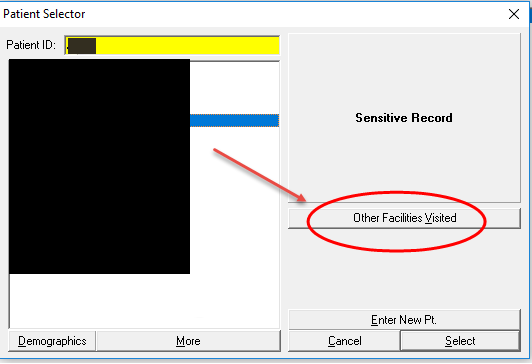 Patient Selector
Patient ID:
Sensitive Record
Other Facilities Visited
Enter New Pt.
Demographics
More
Cancel
Select